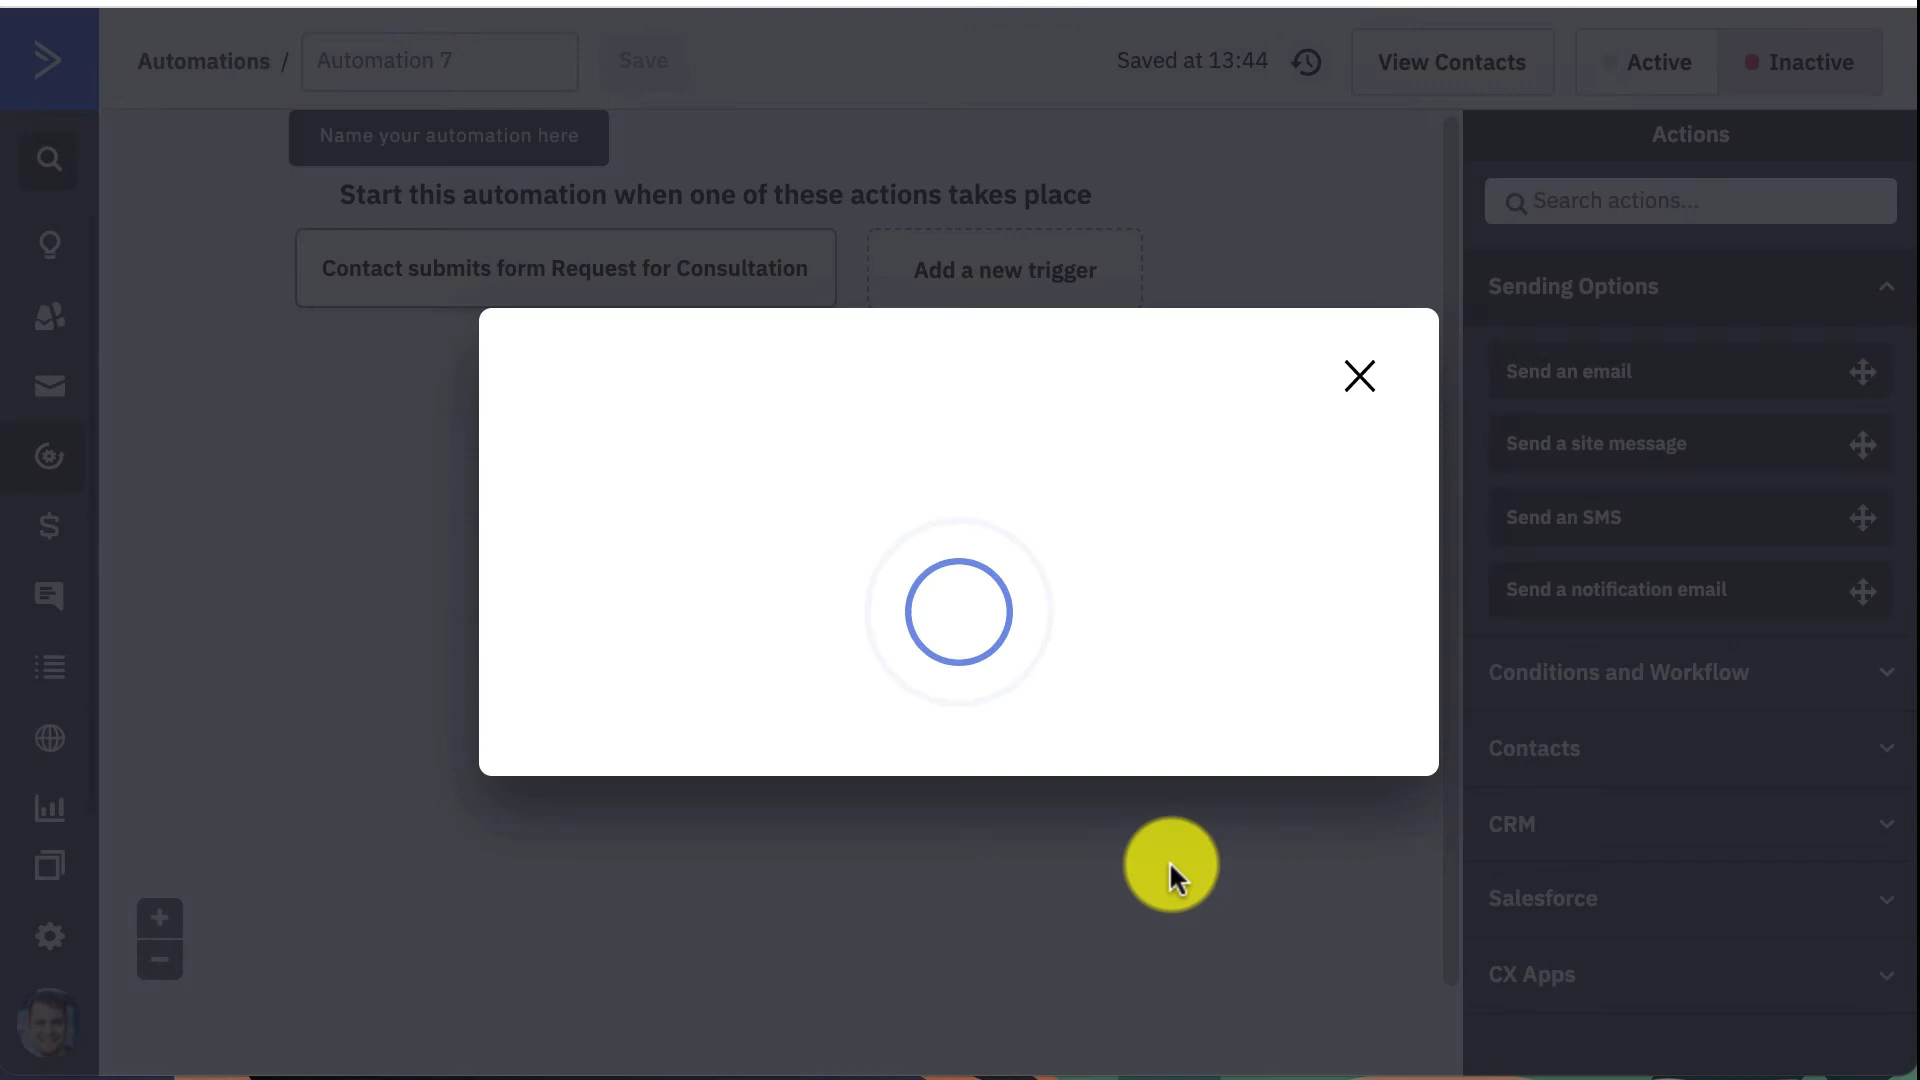 Automations /
Automation 7
Save
Saved at 13:44
View Contacts
Active
Inactive
Name your automation here
Start this automation when one of these actions takes place
Contact submits form Request for Consultation
Add a new trigger
Actions
Search actions...
Sending Options
Send an email
Send a site message
Send an SMS
Send a notification email
Conditions and Workflow
Contacts
CRM
Salesforce
CX Apps